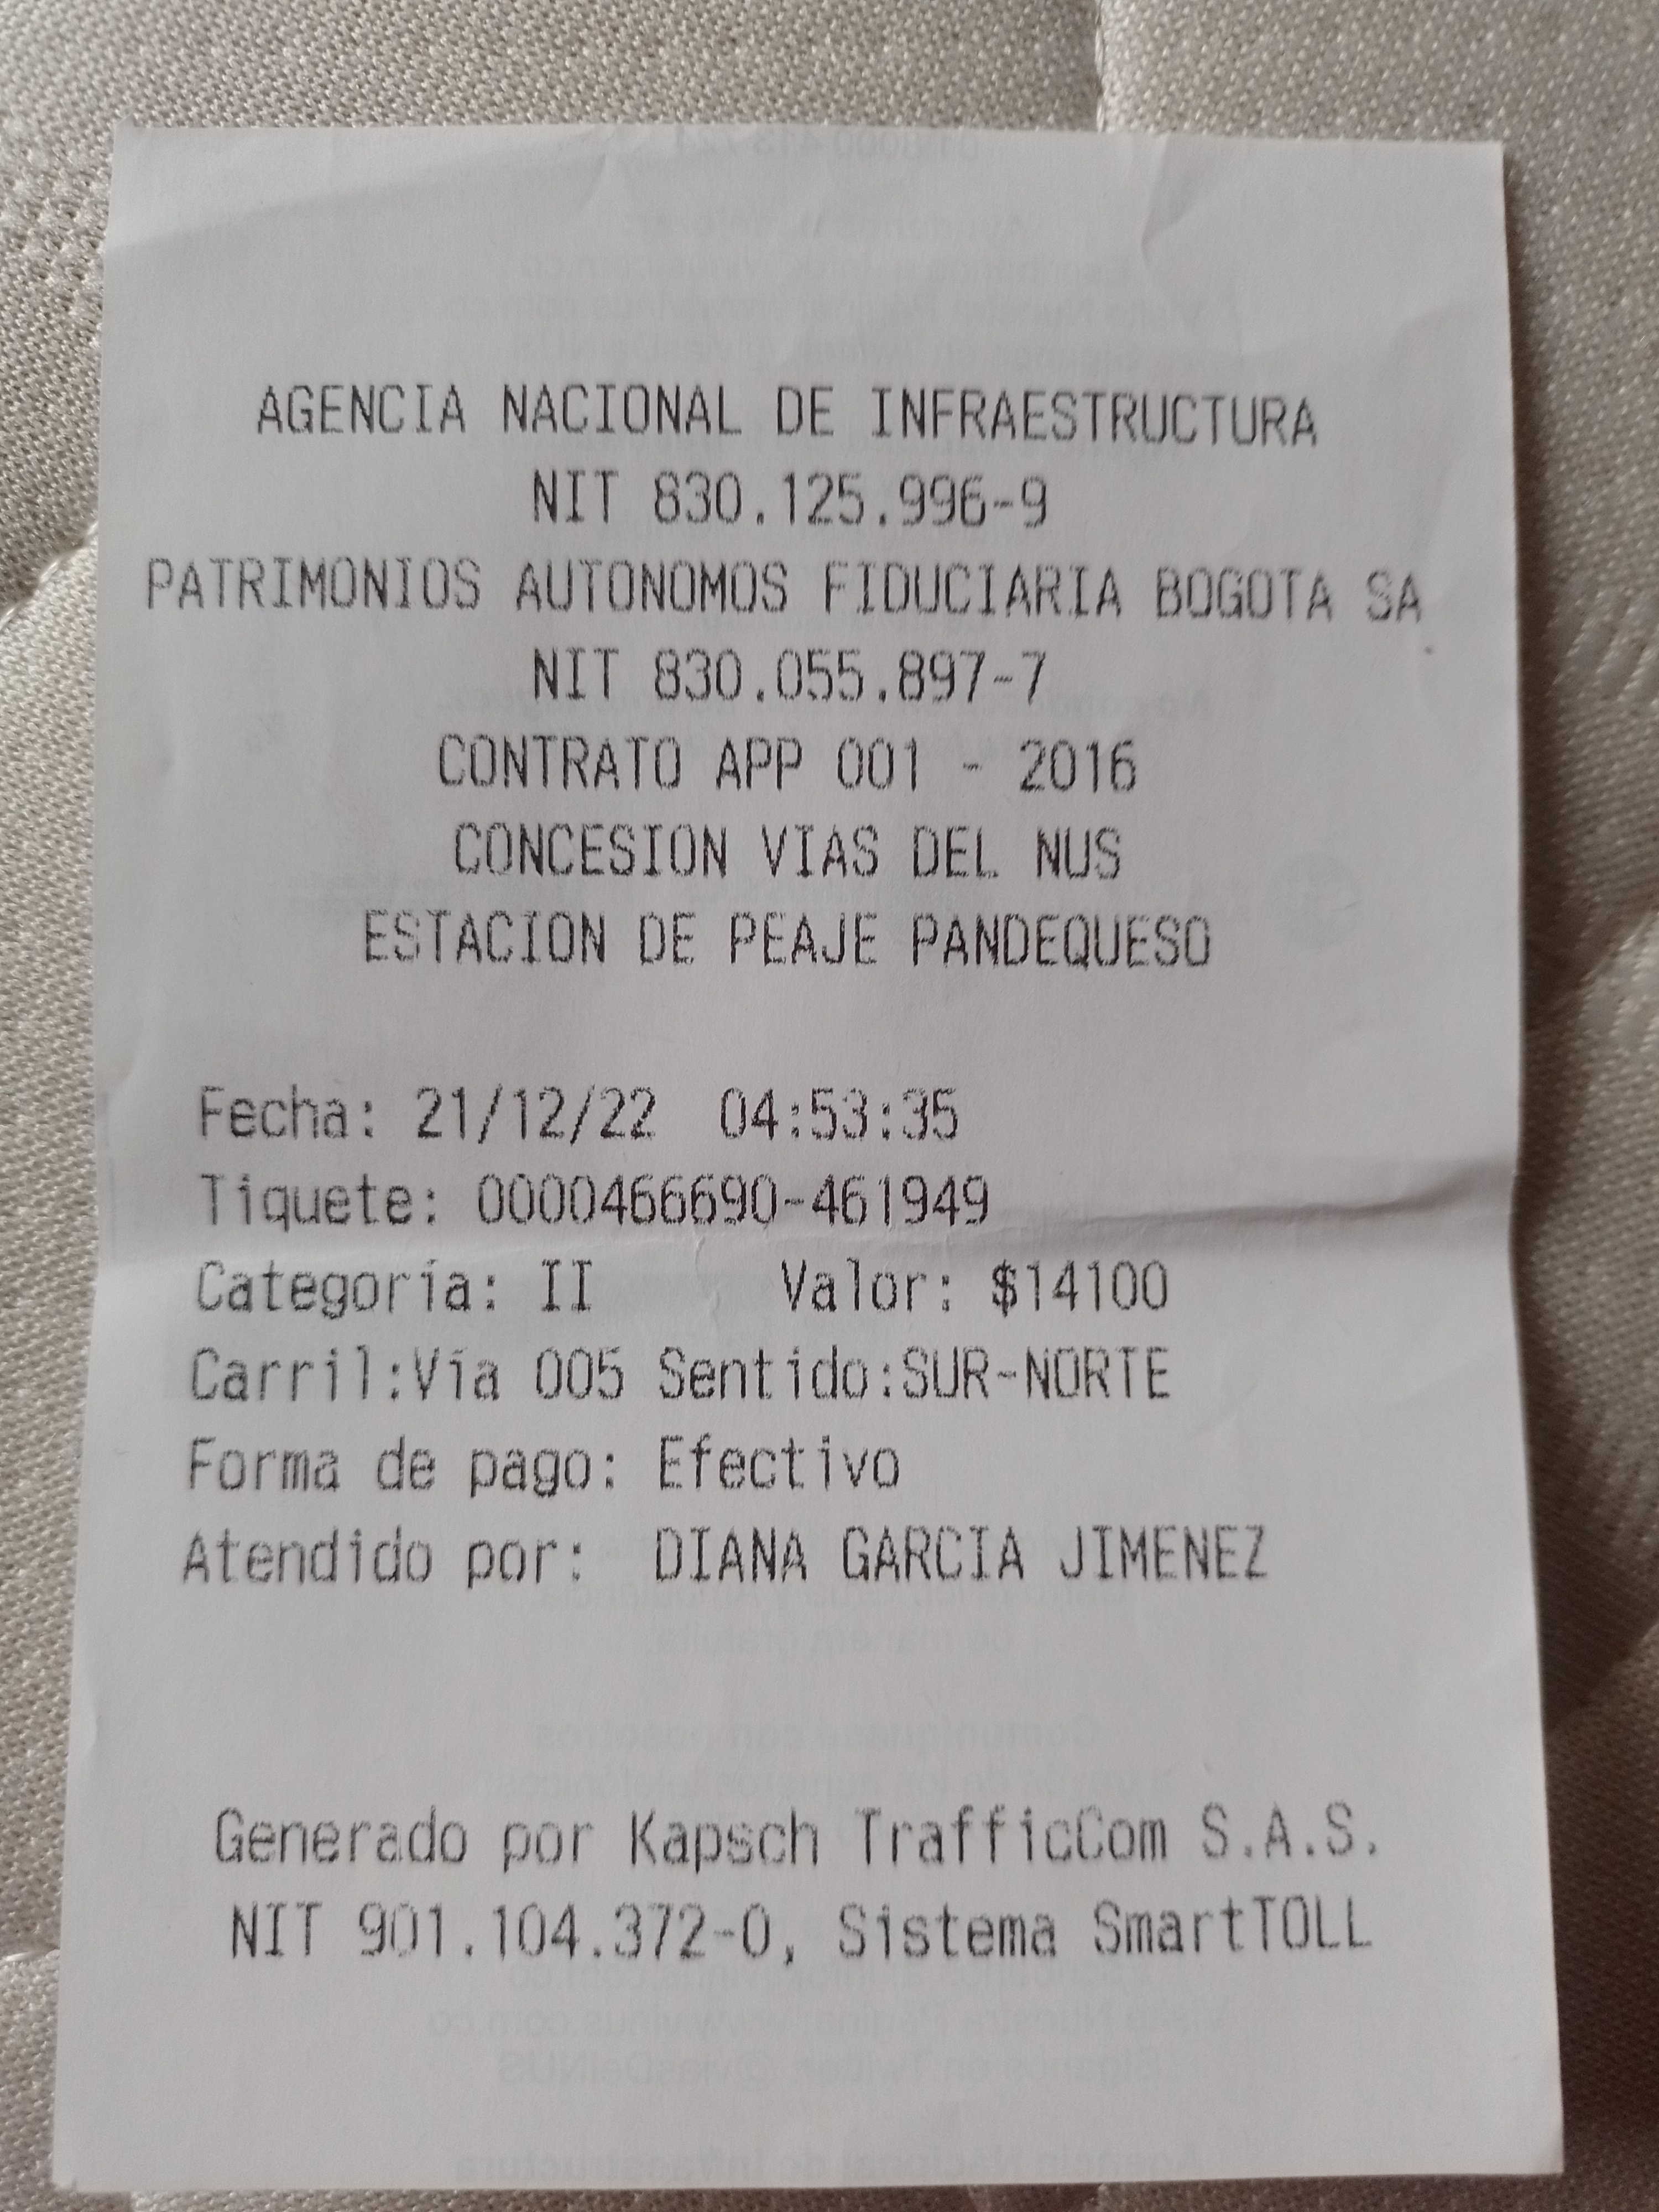 AGENCIA NACIONAL DE INFRAESTRUCTURA
NIT 830.125.996-9
PATRIMONIOS AUTONOMOS FIDUCIARIA BOGOTA SA
NIT 830.055.897-7
CONTRATO APP 001 - 2016
CONCESION VIAS DEL NUS
ESTACION DE PEAJE PANDEQUESO
Fecha: 21/12/22 04:53:35
Tiquete: 0000466690-461949
Categoría: II Valor: $14100
Carril:Vía 005 Sentido:SUR-NORTE
Forma de pago: Efectivo
Atendido por: DIANA GARCIA JIMENEZ
Generado por Kapsch TrafficCom S.A.S.
NIT 901.104.372-0, Sistema SmartTOLL